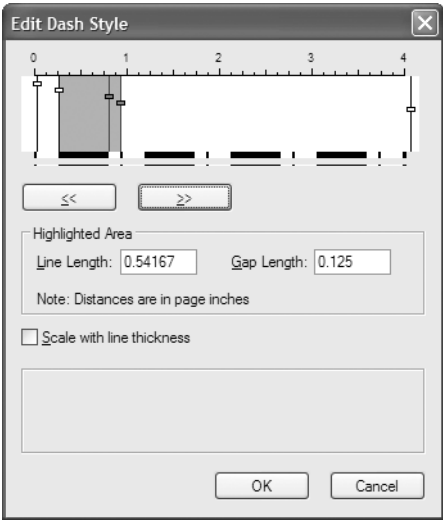 Edit Dash Style
0 1 2 3 4
<< >>
Highlighted Area
Line Length: 0.54167 Gap Length: 0.125
Note: Distances are in page inches
Scale with line thickness
OK Cancel